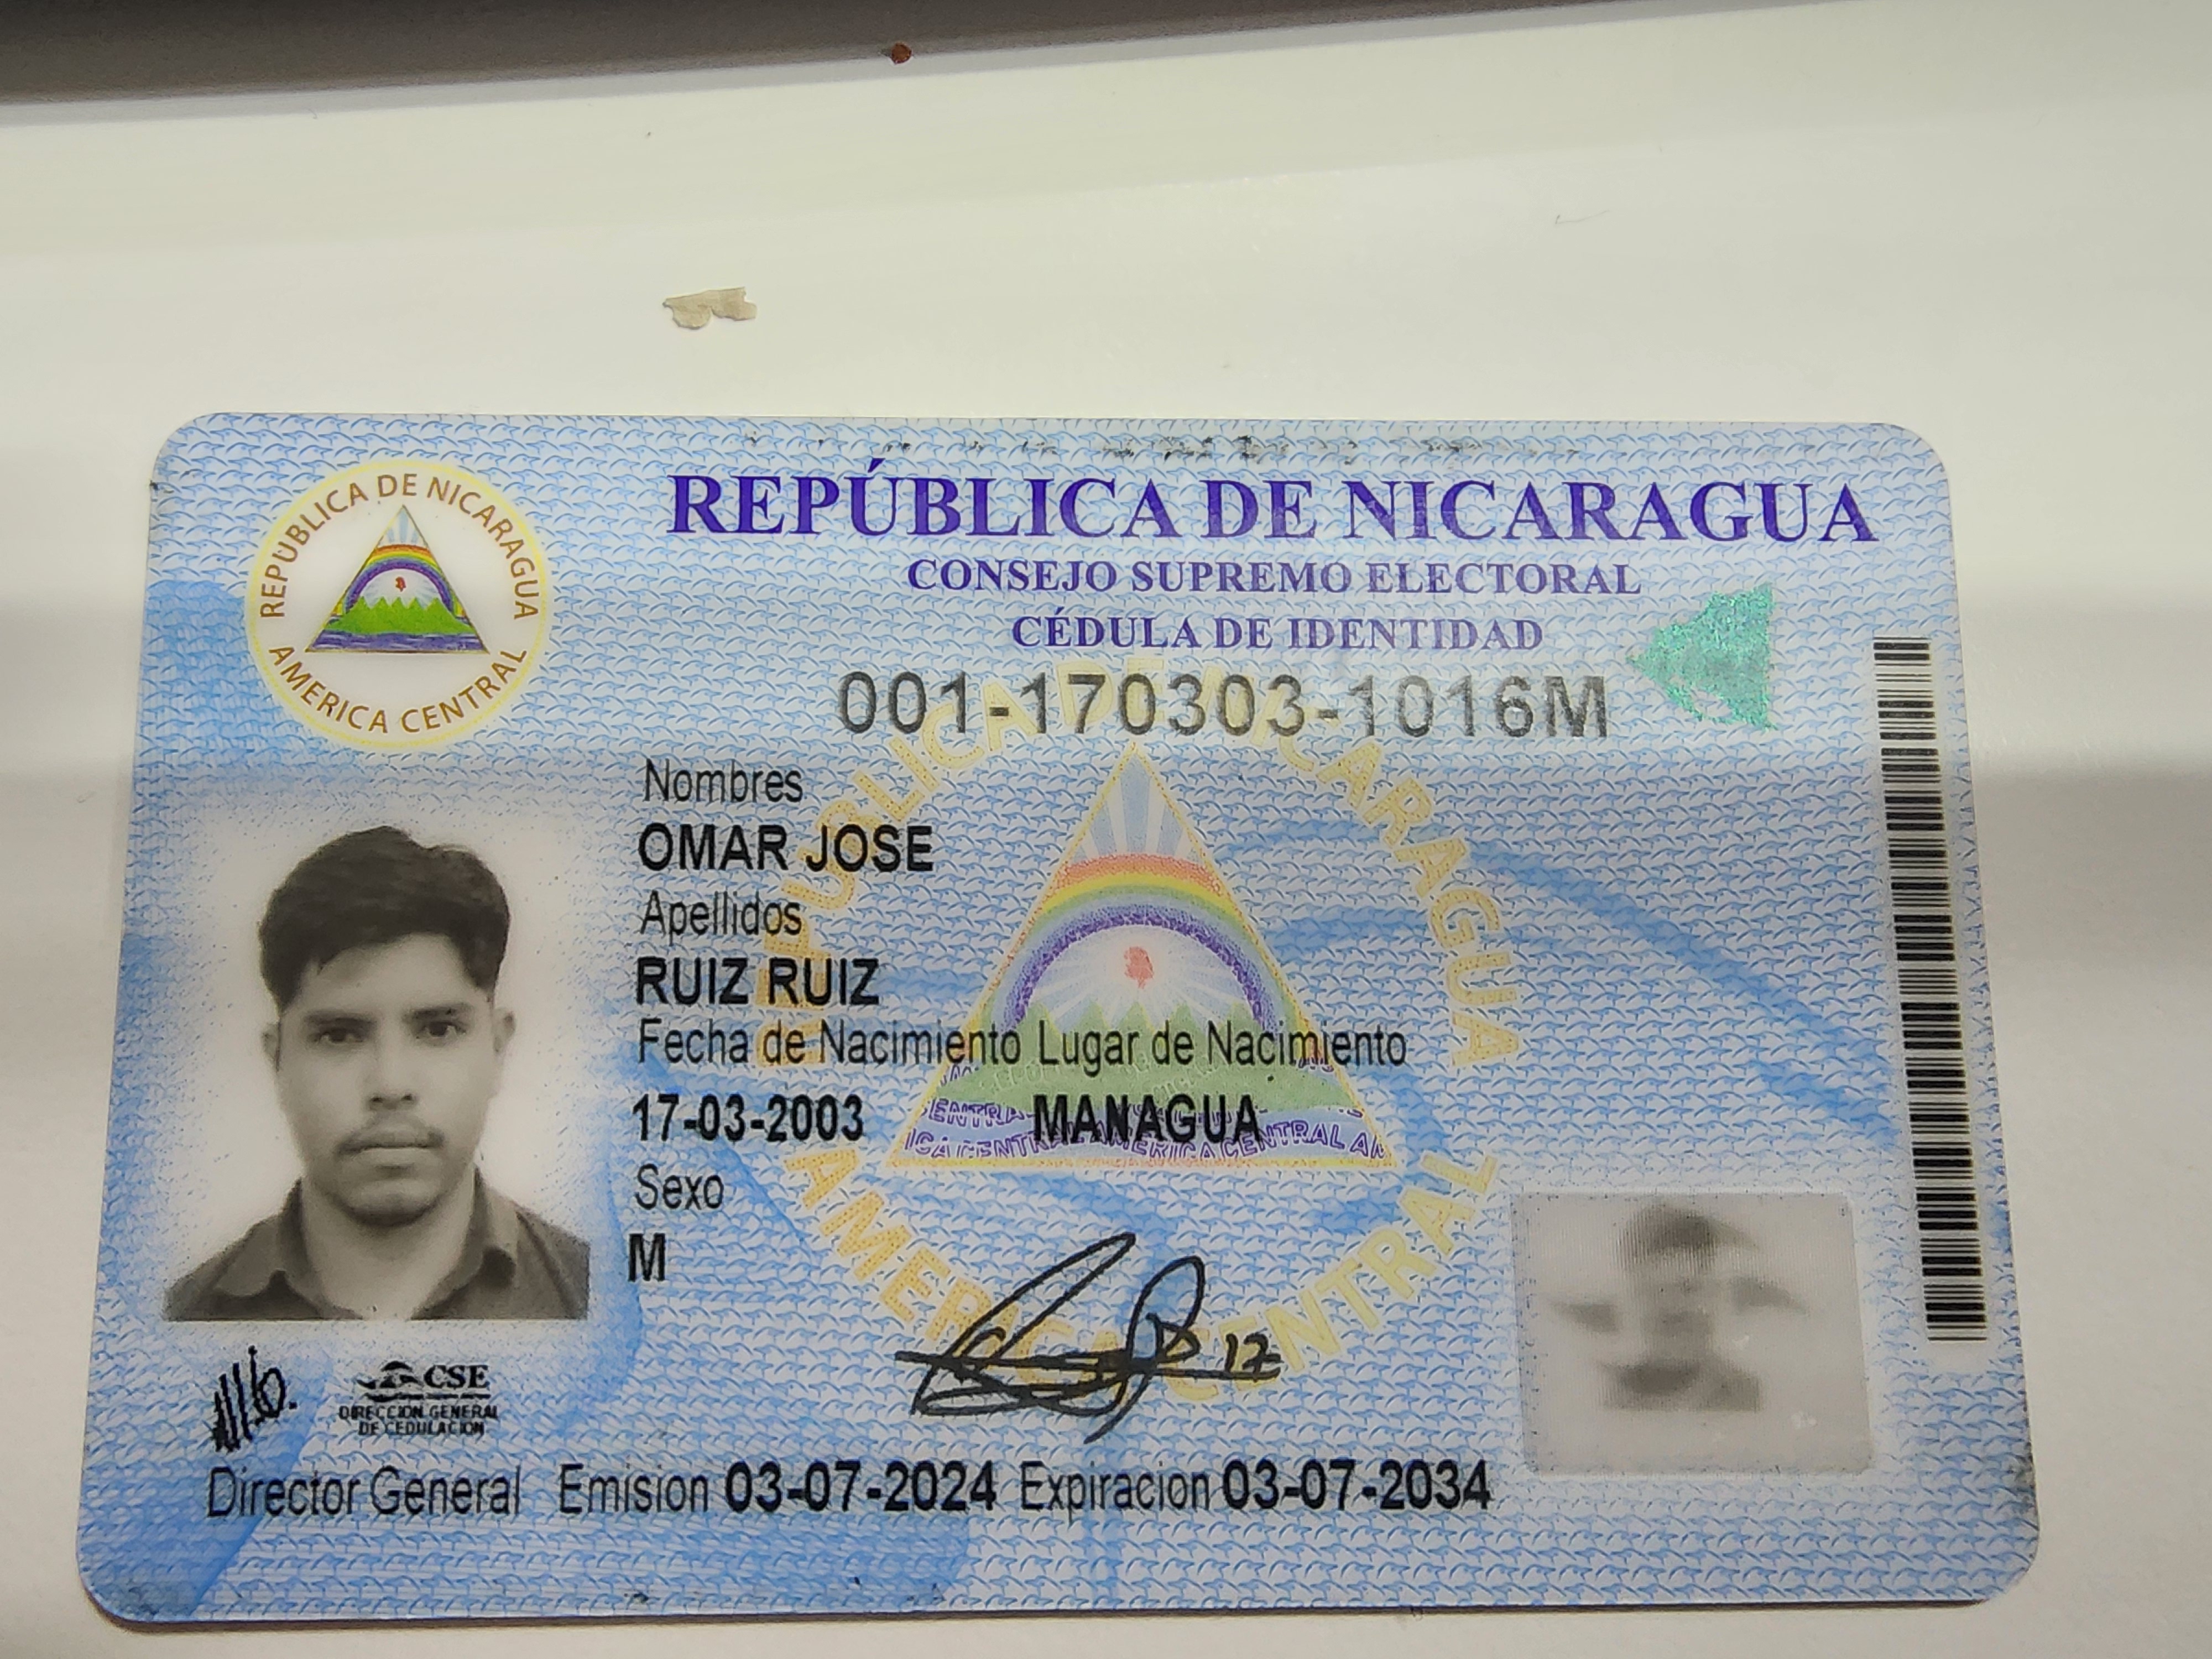 REPÚBLICA DE NICARAGUA
CONSEJO SUPREMO ELECTORAL
CÉDULA DE IDENTIDAD
REPÚBLICA DE NICARAGUA
AMERICA CENTRAL
001-170303-1016M
Nombres
OMAR JOSE
Apellidos
RUIZ RUIZ
Fecha de Nacimiento Lugar de Nacimiento
17-03-2003 MANAGUA
Sexo
M
CSE
DIRECCION GENERAL
DE CEDULACION
Director General Emision 03-07-2024 Expiracion 03-07-2034